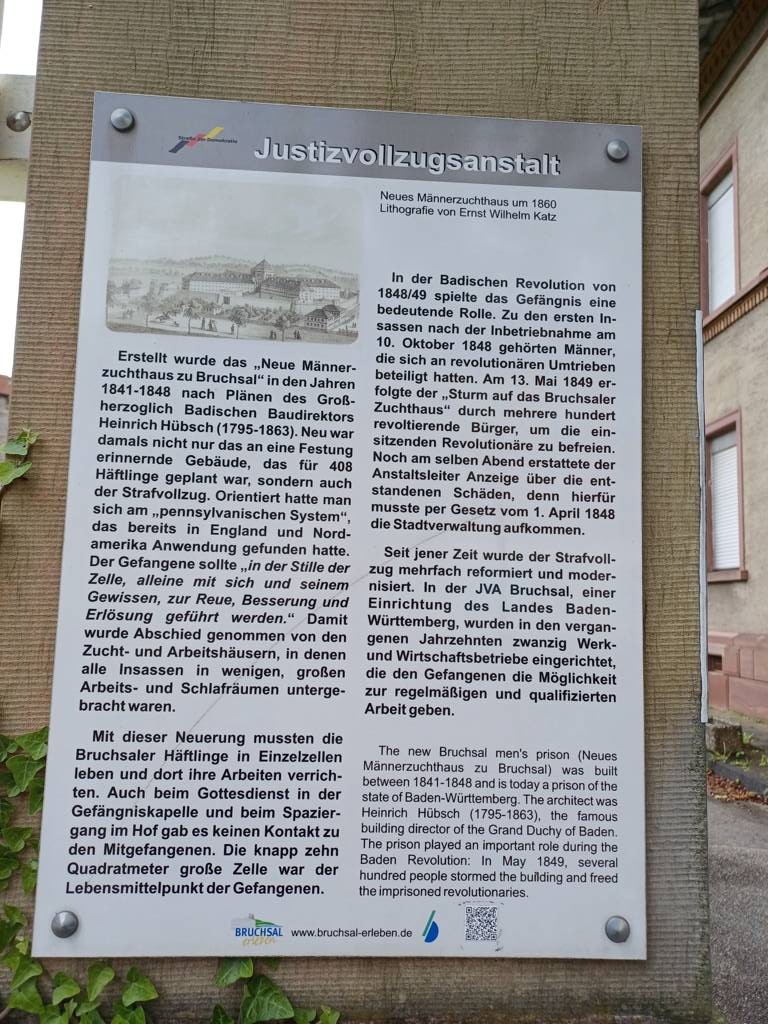 Straße der Demokratie
Justizvollzugsanstalt
Neues Männerzuchthaus um 1860
Lithografie von Ernst Wilhelm Katz
Erstellt wurde das „Neue Männer-
zuchthaus zu Bruchsal“ in den Jahren
1841-1848 nach Plänen des Groß-
herzoglich Badischen Baudirektors
Heinrich Hübsch (1795-1863). Neu war
damals nicht nur das an eine Festung
erinnernde Gebäude, das für 408
Häftlinge geplant war, sondern auch
der Strafvollzug. Orientiert hatte man
sich am „pennsylvanischen System“,
das bereits in England und Nord-
amerika Anwendung gefunden hatte.
Der Gefangene sollte „in der Stille der
Zelle, alleine mit sich und seinem
Gewissen, zur Reue, Besserung und
Erlösung geführt werden.“ Damit
wurde Abschied genommen von den
Zucht- und Arbeitshäusern, in denen
alle Insassen in wenigen, großen
Arbeits- und Schlafräumen unterge-
bracht waren.
Mit dieser Neuerung mussten die
Bruchsaler Häftlinge in Einzelzellen
leben und dort ihre Arbeiten verrich-
ten. Auch beim Gottesdienst in der
Gefängniskapelle und beim Spazier-
gang im Hof gab es keinen Kontakt zu
den Mitgefangenen. Die knapp zehn
Quadratmeter große Zelle war der
Lebensmittelpunkt der Gefangenen.
In der Badischen Revolution von
1848/49 spielte das Gefängnis eine
bedeutende Rolle. Zu den ersten In-
sassen nach der Inbetriebnahme am
10. Oktober 1848 gehörten Männer,
die sich an revolutionären Umtrieben
beteiligt hatten. Am 13. Mai 1849 er-
folgte der „Sturm auf das Bruchsaler
Zuchthaus“ durch mehrere hundert
revoltierende Bürger, um die ein-
sitzenden Revolutionäre zu befreien.
Noch am selben Abend erstattete der
Anstaltsleiter Anzeige über die ent-
standenen Schäden, denn hierfür
musste per Gesetz vom 1. April 1848
die Stadtverwaltung aufkommen.
Seit jener Zeit wurde der Strafvoll-
zug mehrfach reformiert und moder-
nisiert. In der JVA Bruchsal, einer
Einrichtung des Landes Baden-
Württemberg, wurden in den vergan-
genen Jahrzehnten zwanzig Werk-
und Wirtschaftsbetriebe eingerichtet,
die den Gefangenen die Möglichkeit
zur regelmäßigen und qualifizierten
Arbeit geben.
The new Bruchsal men's prison (Neues
Männerzuchthaus zu Bruchsal) was built
between 1841-1848 and is today a prison of the
state of Baden-Württemberg. The architect was
Heinrich Hübsch (1795-1863), the famous
building director of the Grand Duchy of Baden.
The prison played an important role during the
Baden Revolution: In May 1849, several
hundred people stormed the building and freed
the imprisoned revolutionaries.
BRUCHSAL
erleben
www.bruchsal-erleben.de